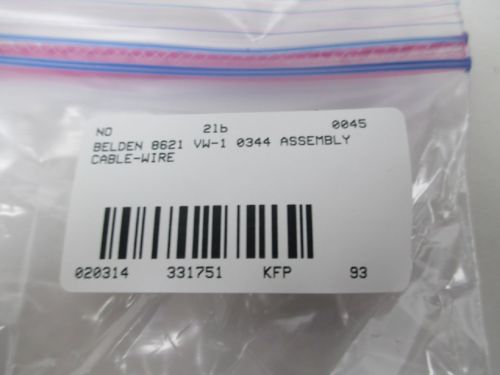 NO 21b 0045
BELDEN 8621 VW-1 0344 ASSEMBLY
CABLE-WIRE
020314 331751 KFP 93